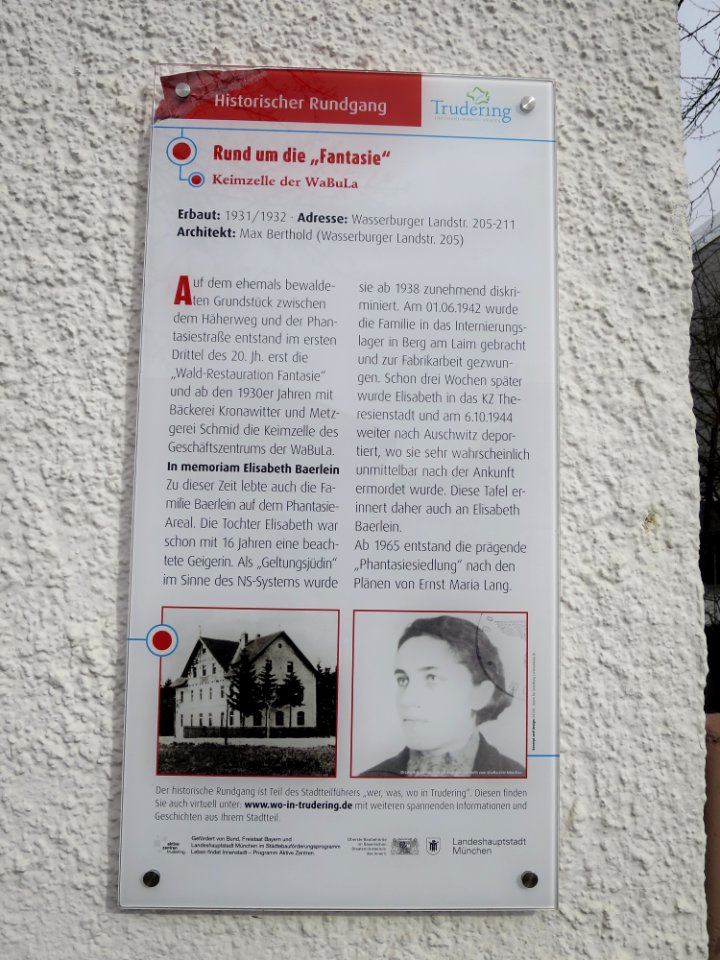 Historischer Rundgang
Trudering
Rund um die „Fantasie“
Keimzelle der WaBuLa
Erbaut: 1931/1932 · Adresse: Wasserburger Landstr. 205-211
Architekt: Max Berthold (Wasserburger Landstr. 205)
Auf dem ehemals bewalde-
ten Grundstück zwischen
dem Häherweg und der Phan-
tasiestraße entstand im ersten
Drittel des 20. Jh. erst die
„Wald-Restauration Fantasie“
und ab den 1930er Jahren mit
Bäckerei Kronawitter und Metz-
gerei Schmid die Keimzelle des
Geschäftszentrums der WaBuLa.
In memoriam Elisabeth Baerlein
Zu dieser Zeit lebte auch die Fa-
milie Baerlein auf dem Phantasie-
Areal. Die Tochter Elisabeth war
schon mit 16 Jahren eine beach-
tete Geigerin. Als „Geltungsjüdin“
im Sinne des NS-Systems wurde
sie ab 1938 zunehmend diskri-
miniert. Am 01.06.1942 wurde
die Familie in das Internierungs-
lager in Berg am Laim gebracht
und zur Fabrikarbeit gezwun-
gen. Schon drei Wochen später
wurde Elisabeth in das KZ The-
resienstadt und am 6.10.1944
weiter nach Auschwitz depor-
tiert, wo sie sehr wahrscheinlich
unmittelbar nach der Ankunft
ermordet wurde. Diese Tafel er-
innert daher auch an Elisabeth
Baerlein.
Ab 1965 entstand die prägende
„Phantasiesiedlung“ nach den
Plänen von Ernst Maria Lang.
Der historische Rundgang ist Teil des Stadtteilführers „wer, was, wo in Trudering“. Diesen finden
Sie auch virtuell unter: www.wo-in-trudering.de mit weiteren spannenden Informationen und
Geschichten aus Ihrem Stadtteil.
aktive
zentren
trudering
Gefördert von Bund, Freistaat Bayern und
Landeshauptstadt München im Städtebauförderungsprogramm
Leben findet Innenstadt – Programm Aktive Zentren.
Oberste Baubehörde
im Bayerischen
Staatsministerium
des Innern
Landeshauptstadt
München